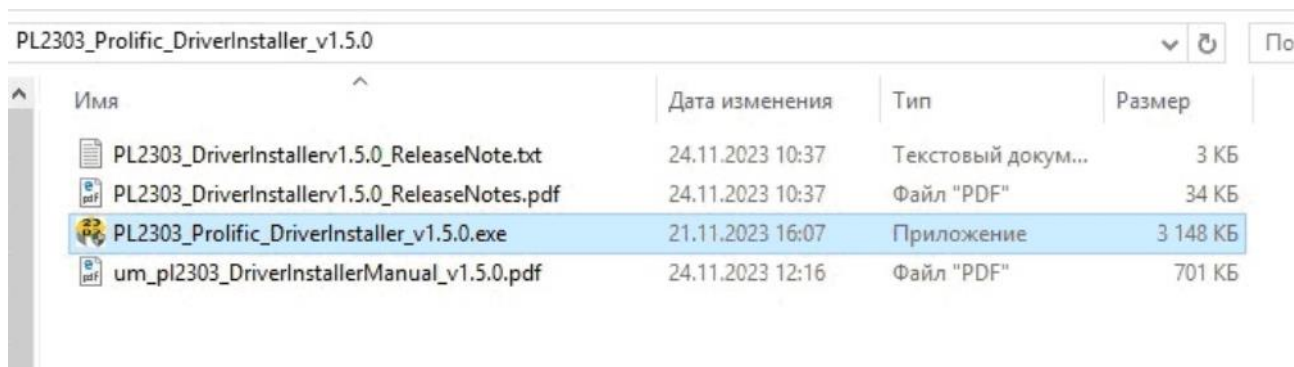 PL2303_Prolific_DriverInstaller_v1.5.0 По
Имя Дата изменения Тип Размер
PL2303_DriverInstallerv1.5.0_ReleaseNote.txt 24.11.2023 10:37 Текстовый докум... 3 КБ
PL2303_DriverInstallerv1.5.0_ReleaseNotes.pdf 24.11.2023 10:37 Файл "PDF" 34 КБ
PL2303_Prolific_DriverInstaller_v1.5.0.exe 21.11.2023 16:07 Приложение 3 148 КБ
um_pl2303_DriverInstallerManual_v1.5.0.pdf 24.11.2023 12:16 Файл "PDF" 701 КБ